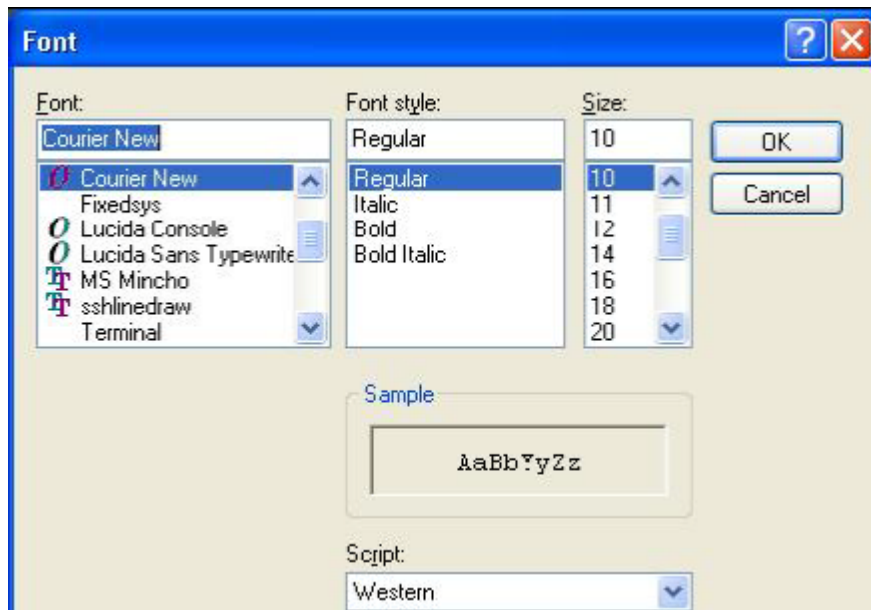 Font
Font:
Font style:
Size:
Courier New
Regular
10
OK
Cancel
Courier New
Fixedsys
Lucida Console
Lucida Sans Typewrite
MS Mincho
sshlinedraw
Terminal
Regular
Italic
Bold
Bold Italic
10
11
12
14
16
18
20
Sample
AaBbYyZz
Script:
Western